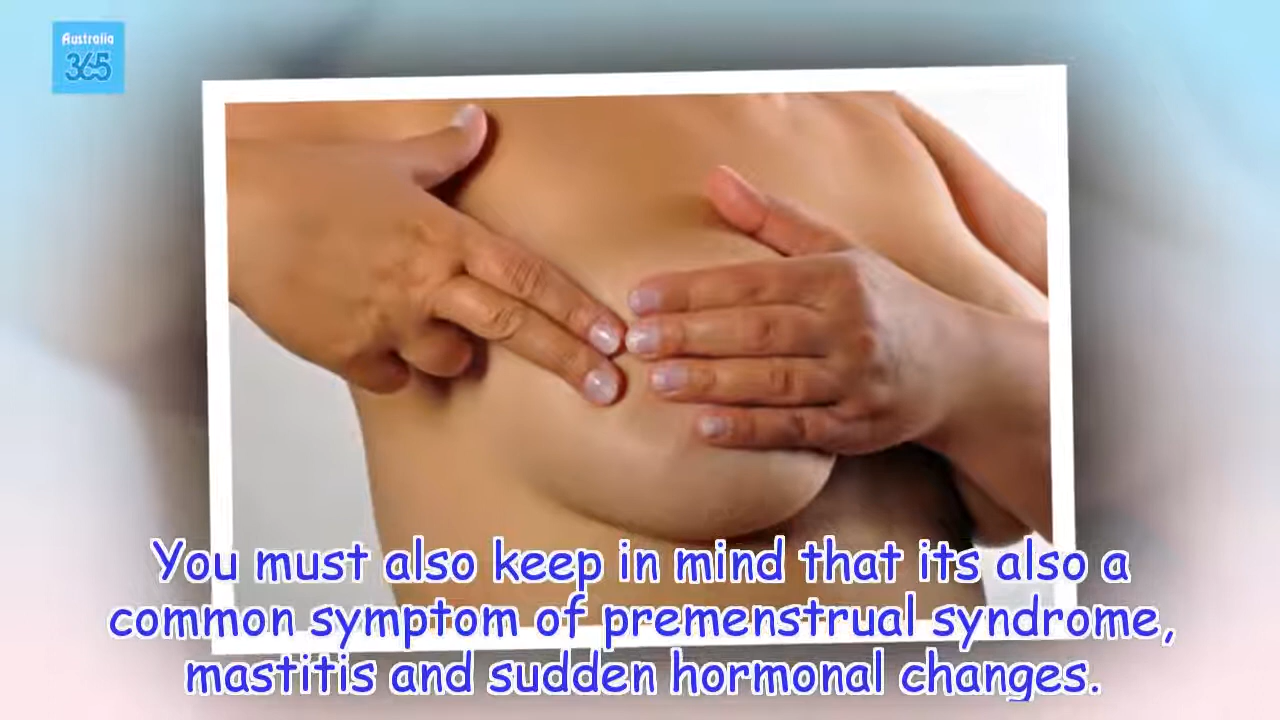 Australia
365
You must also keep in mind that its also a
common symptom of premenstrual syndrome,
mastitis and sudden hormonal changes.